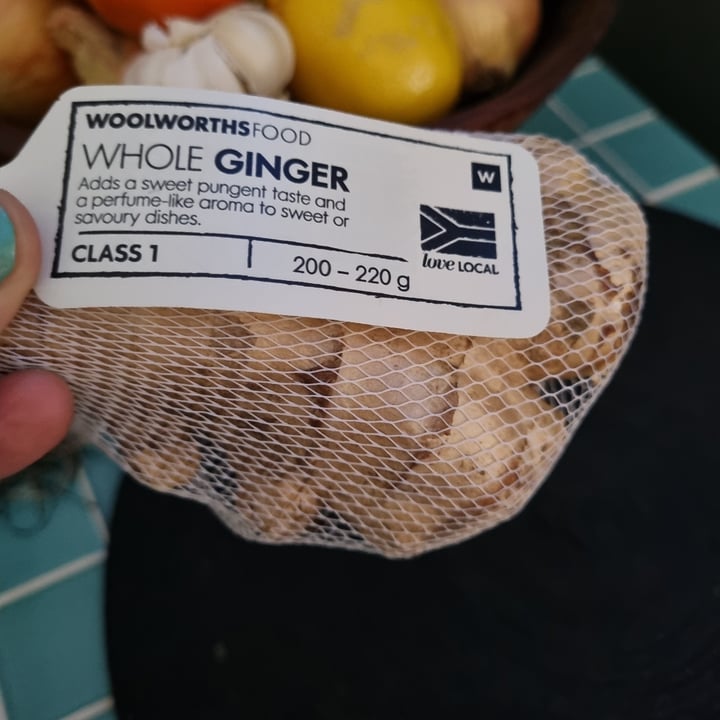 WOOLWORTHSFOOD
WHOLE GINGER
Adds a sweet pungent taste and
a perfume-like aroma to sweet or
savoury dishes.
CLASS 1
200 – 220 g
W
love LOCAL